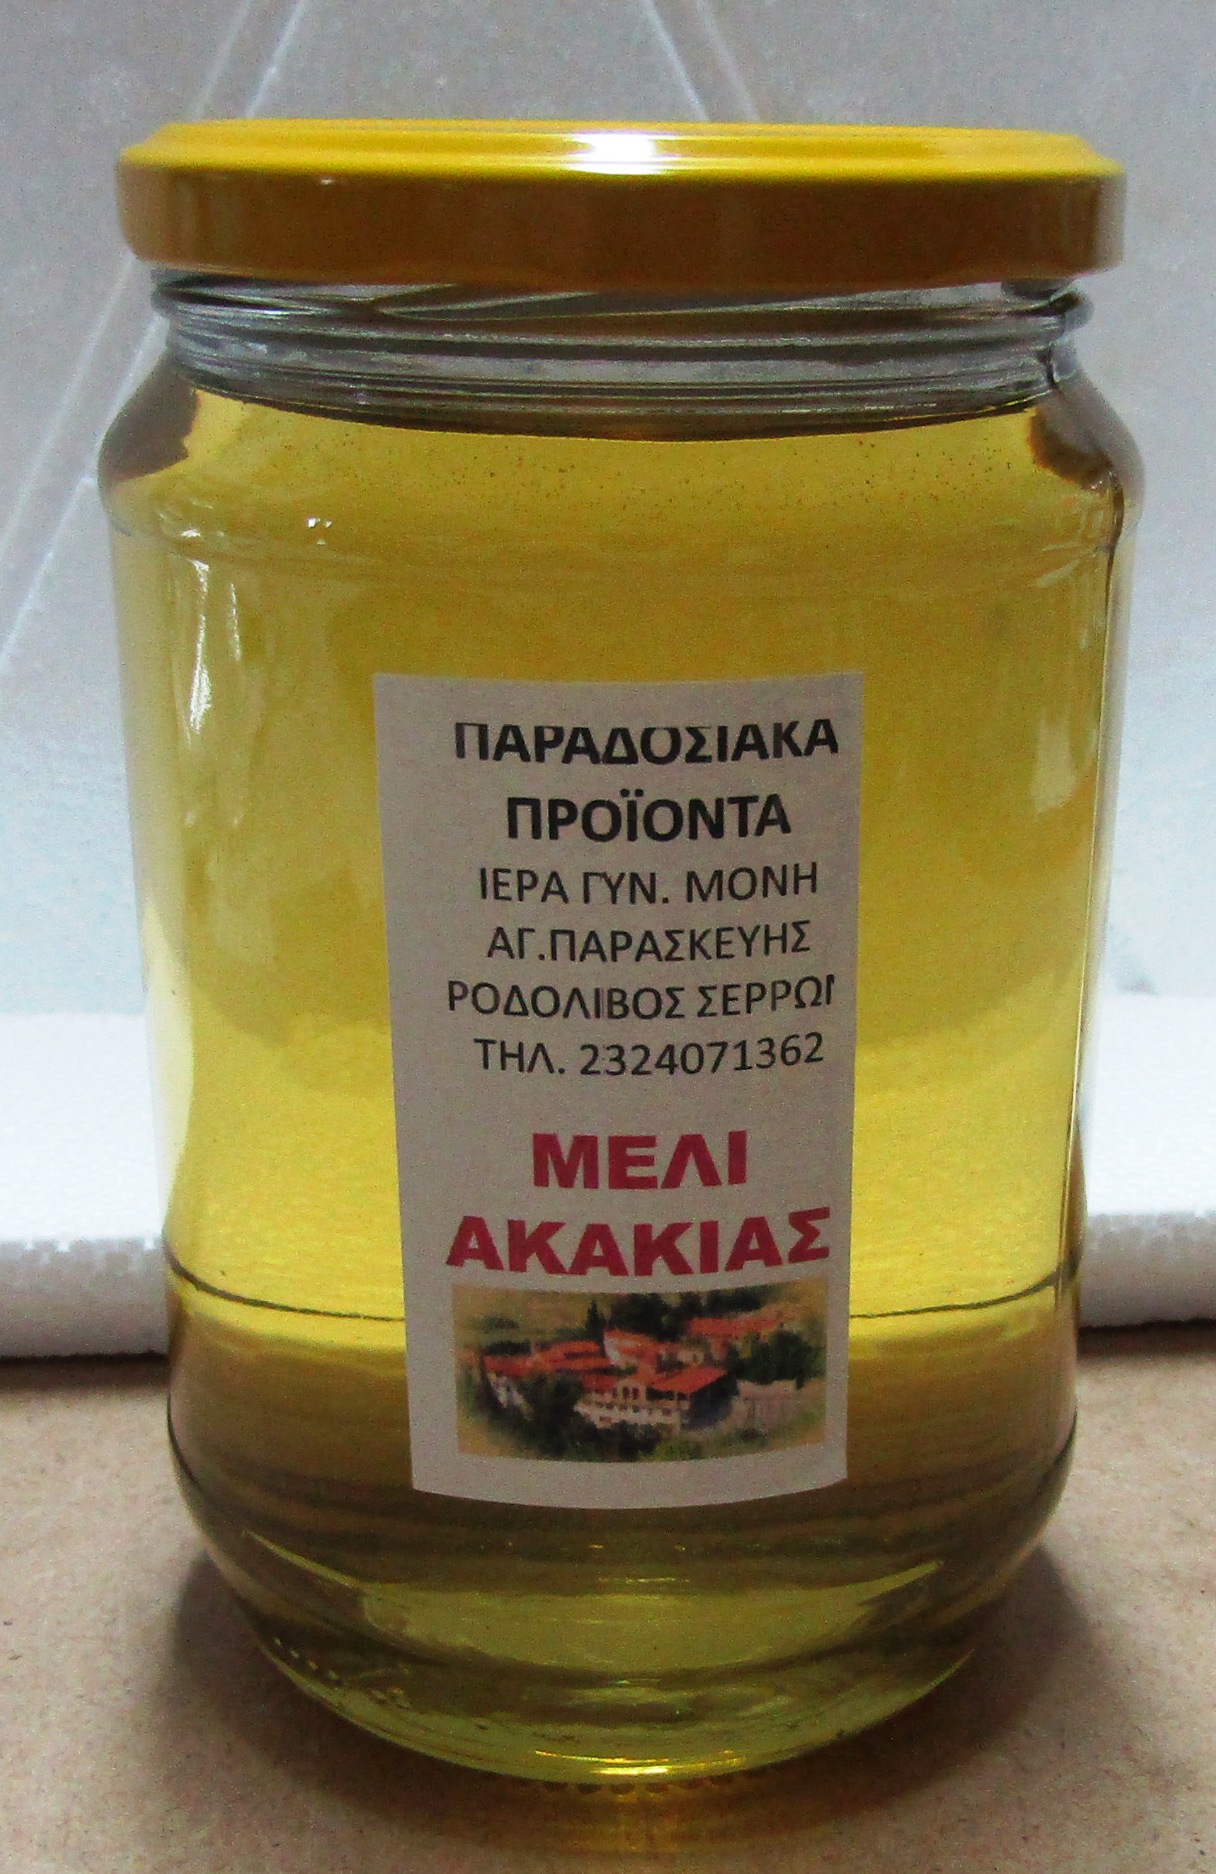 ΠΑΡΑΔΟΣΙΑΚΑ
ΠΡΟΪΟΝΤΑ
ΙΕΡΑ ΓΥΝ. ΜΟΝΗ
ΑΓ.ΠΑΡΑΣΚΕΥΗΣ
ΡΟΔΟΛΙΒΟΣ ΣΕΡΡΩΝ
ΤΗΛ. 2324071362
ΜΕΛΙ
ΑΚΑΚΙΑΣ